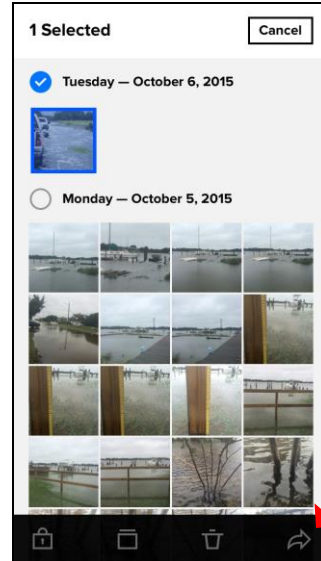 1 Selected
Cancel
Tuesday — October 6, 2015
Monday — October 5, 2015